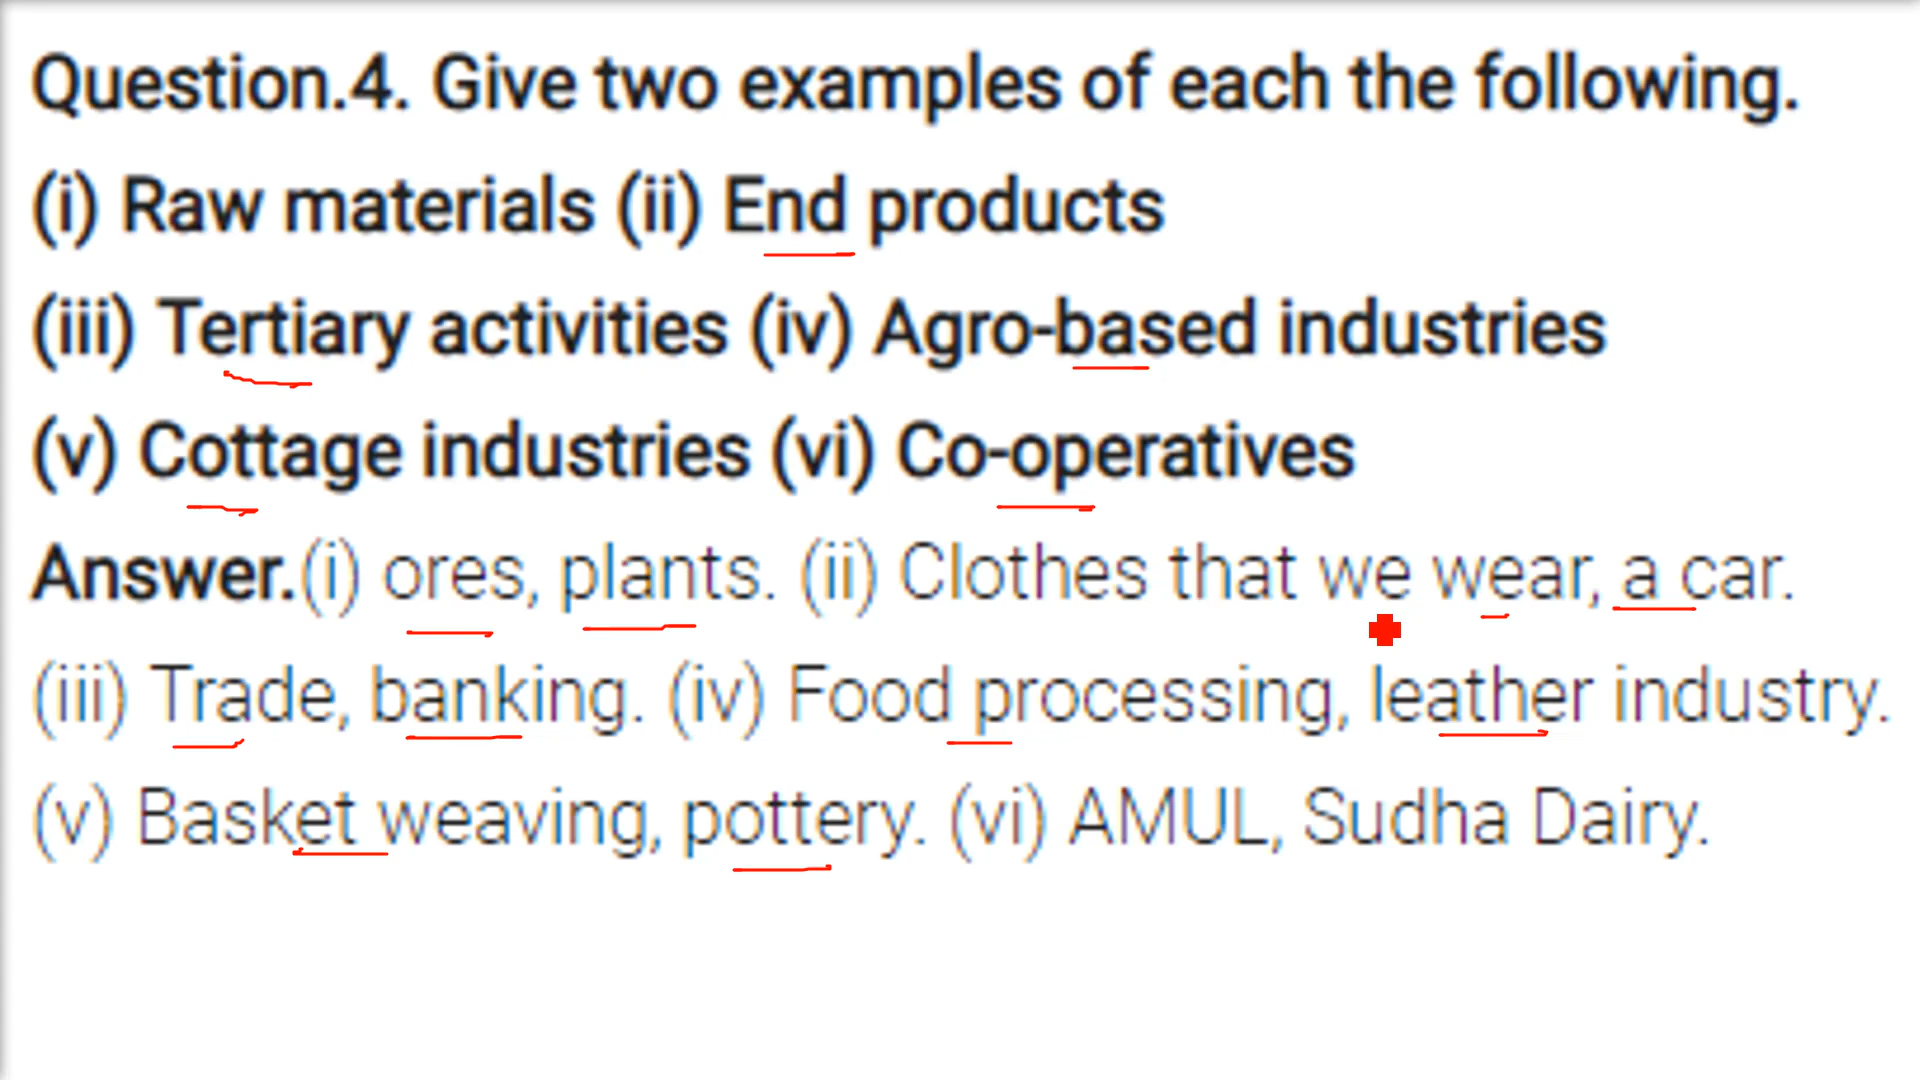 Question.4. Give two examples of each the following.
(i) Raw materials (ii) End products
(iii) Tertiary activities (iv) Agro-based industries
(v) Cottage industries (vi) Co-operatives
Answer.(i) ores, plants. (ii) Clothes that we wear, a car.
(iii) Trade, banking. (iv) Food processing, leather industry.
(v) Basket weaving, pottery. (vi) AMUL, Sudha Dairy.